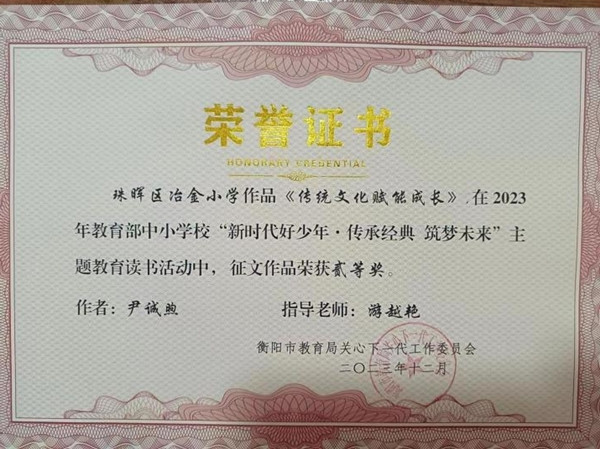 荣誉证书
HONORARY CREDENTIAL
珠晖区冶金小学作品《传统文化赋能成长》,在2023
年教育部中小学校“新时代好少年·传承经典 筑梦未来”主
题教育读书活动中，征文作品荣获贰等奖。
作者：尹诚煦 指导老师：游越艳
衡阳市教育局关心下一代工作委员会
二〇二三年十二月